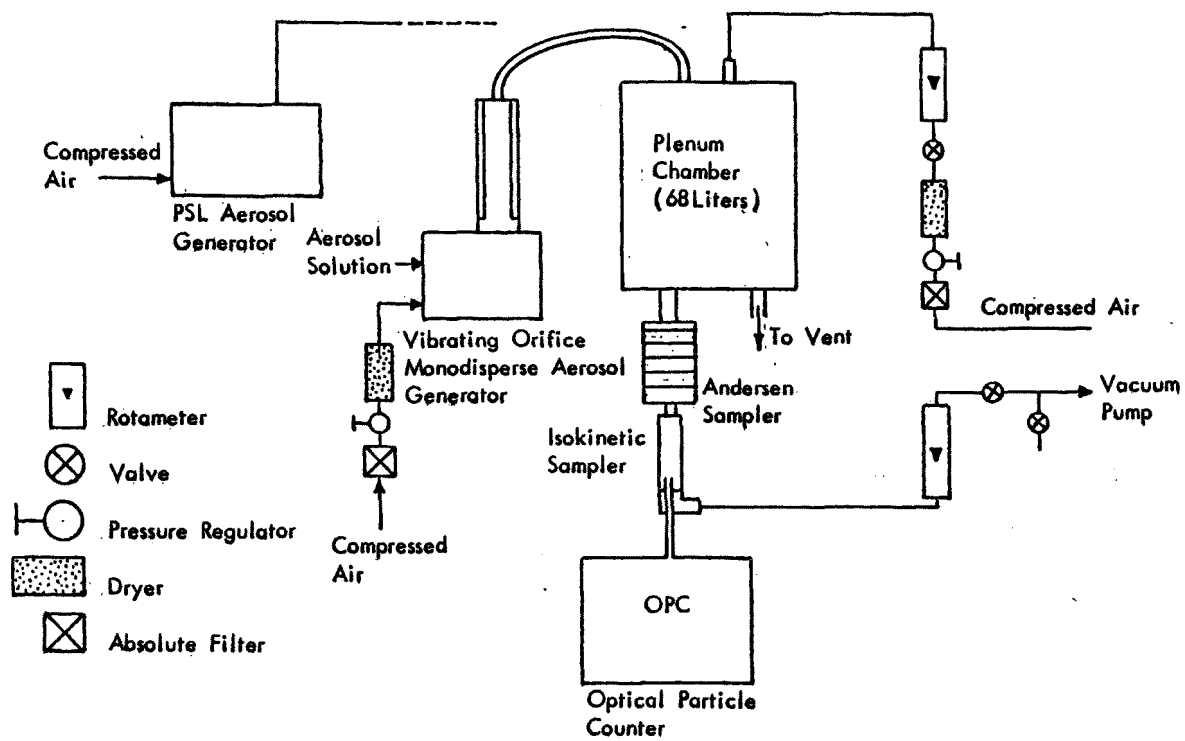 Compressed
Air
PSL Aerosol
Generator
Aerosol
Solution
Vibrating Orifice
Monodisperse Aerosol
Generator
Compressed
Air
Plenum
Chamber
(68 Liters)
Compressed Air
To Vent
Andersen
Sampler
Isokinetic
Sampler
Vacuum
Pump
OPC
Optical Particle
Counter
Rotameter
Valve
Pressure Regulator
Dryer
Absolute Filter